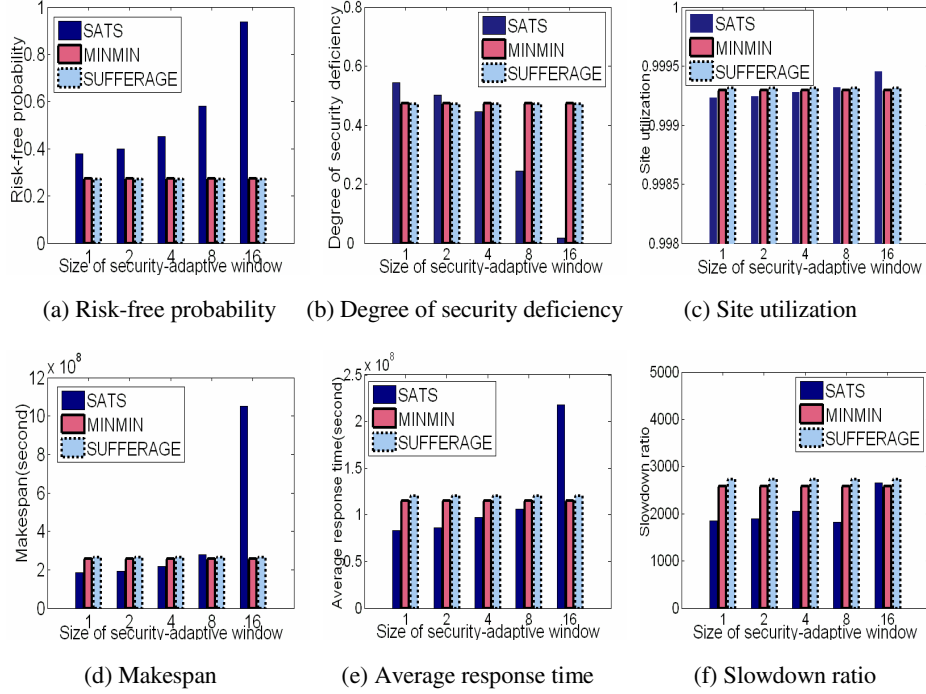 1
0.8
0.6
0.4
0.2
0
Risk-free probability
SATS
MINMIN
SUFFERAGE
1 2 4 8 16
Size of security-adaptive window
(a) Risk-free probability
0.8
0.6
0.4
0.2
0
Degree of security deficiency
SATS
MINMIN
SUFFERAGE
1 2 4 8 16
Size of security-adaptive window
(b) Degree of security deficiency
0.9995
0.999
0.9985
0.998
Site utilization
SATS
MINMIN
SUFFERAGE
1 2 4 8 16
Size of security-adaptive window
(c) Site utilization
x 10^8
12
10
8
6
4
2
0
Makespan(second)
SATS
MINMIN
SUFFERAGE
1 2 4 8 16
Size of security-adaptive window
(d) Makespan
x 10^8
2.5
2
1.5
1
0.5
0
Average response time(second)
SATS
MINMIN
SUFFERAGE
1 2 4 8 16
Size of security-adaptive window
(e) Average response time
5000
4000
3000
2000
1000
0
Slowdown ratio
SATS
MINMIN
SUFFERAGE
1 2 4 8 16
Size of security-adaptive window
(f) Slowdown ratio